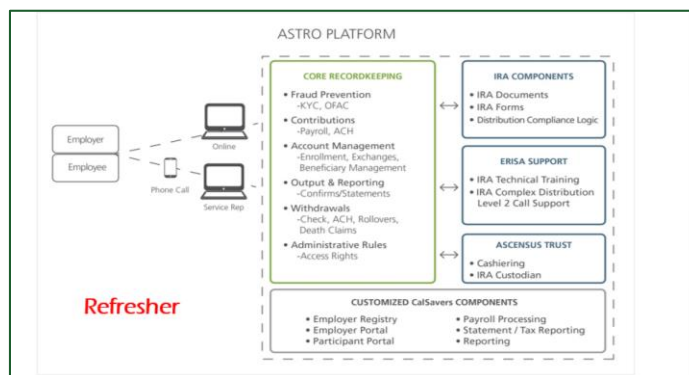 ASTRO PLATFORM
Employer
Employee
Phone Call
Online
Service Rep
CORE RECORDKEEPING
• Fraud Prevention
-KYC, OFAC
• Contributions
-Payroll, ACH
• Account Management
-Enrollment, Exchanges,
Beneficiary Management
• Output & Reporting
-Confirms/Statements
• Withdrawals
-Check, ACH, Rollovers,
Death Claims
• Administrative Rules
-Access Rights
IRA COMPONENTS
• IRA Documents
• IRA Forms
• Distribution Compliance Logic
ERISA SUPPORT
• IRA Technical Training
• IRA Complex Distribution
Level 2 Call Support
ASCENSUS TRUST
• Cashiering
• IRA Custodian
CUSTOMIZED CalSavers COMPONENTS
• Employer Registry
• Employer Portal
• Participant Portal
• Payroll Processing
• Statement / Tax Reporting
• Reporting
Refresher